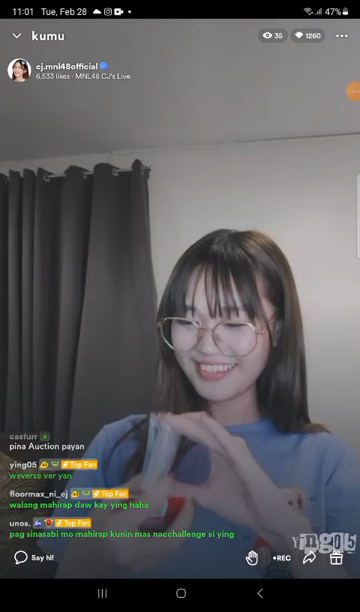 11:01 Tue, Feb 28
47%
kumu
35
1260
cj.mnl48official
6,533 likes · MNL48 CJ's Live
casfurr
pina Auction payan
ying05 Top Fan
weverse ver yan
floormax_ni_cj Top Fan
walang mahirap daw kay ying haha
unos. Top Fan
pag sinasabi mo mahirap kunin mas nacchallenge si ying
Say hi!
REC